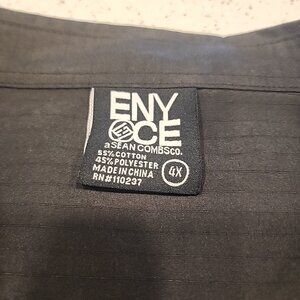 ENY
CE
a SEAN COMBS CO.
55% COTTON
45% POLYESTER
MADE IN CHINA
RN#110237
4X